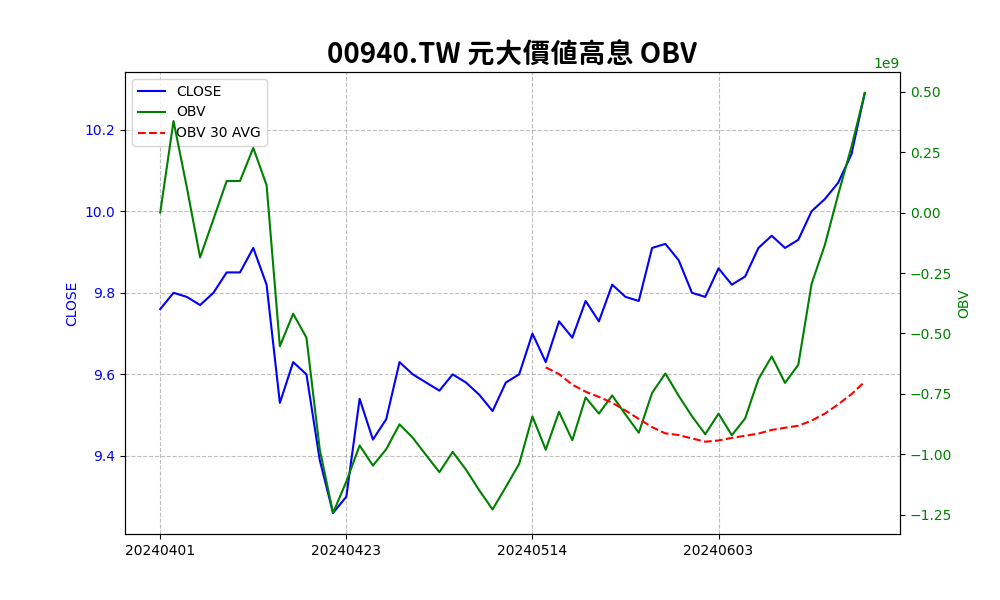 00940.TW 元大價值高息 OBV
1e9
CLOSE
OBV
OBV 30 AVG
10.2
10.0
9.8
9.6
9.4
CLOSE
0.50
0.25
0.00
−0.25
−0.50
−0.75
−1.00
−1.25
OBV
20240401
20240423
20240514
20240603